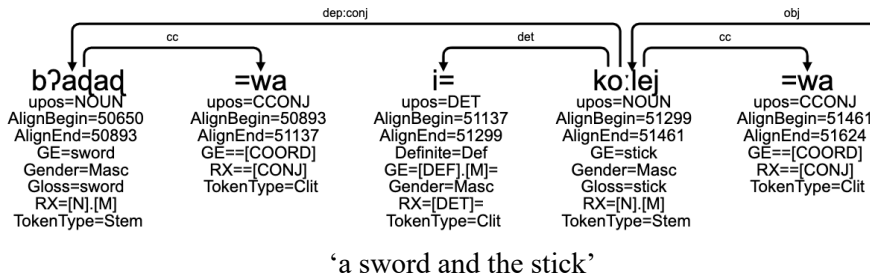 dep:conj obj
cc det cc
bʔaɖaɖ =wa i= koːlej =wa
upos=NOUN upos=CCONJ upos=DET upos=NOUN upos=CCONJ
AlignBegin=50650 AlignBegin=50893 AlignBegin=51137 AlignBegin=51299 AlignBegin=51461
AlignEnd=50893 AlignEnd=51137 AlignEnd=51299 AlignEnd=51461 AlignEnd=51624
GE=sword GE==[COORD] Definite=Def GE=stick GE==[COORD]
Gender=Masc RX==[CONJ] GE=[DEF].[M]= Gender=Masc RX==[CONJ]
Gloss=sword TokenType=Clit Gender=Masc Gloss=stick TokenType=Clit
RX=[N].[M] RX=[DET]= RX=[N].[M]
TokenType=Stem TokenType=Clit TokenType=Stem
‘a sword and the stick’